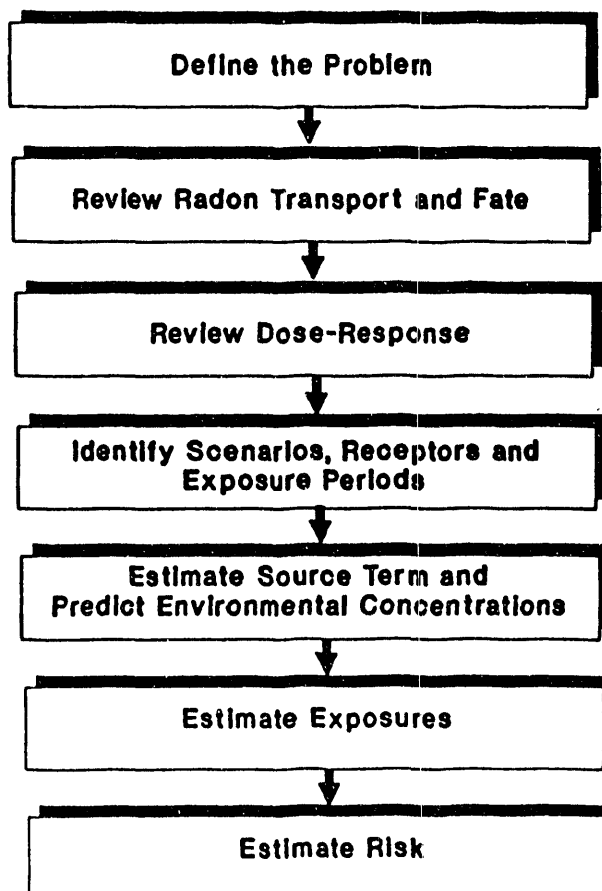 Define the Problem
Review Radon Transport and Fate
Review Dose-Response
Identify Scenarios, Receptors and
Exposure Periods
Estimate Source Term and
Predict Environmental Concentrations
Estimate Exposures
Estimate Risk